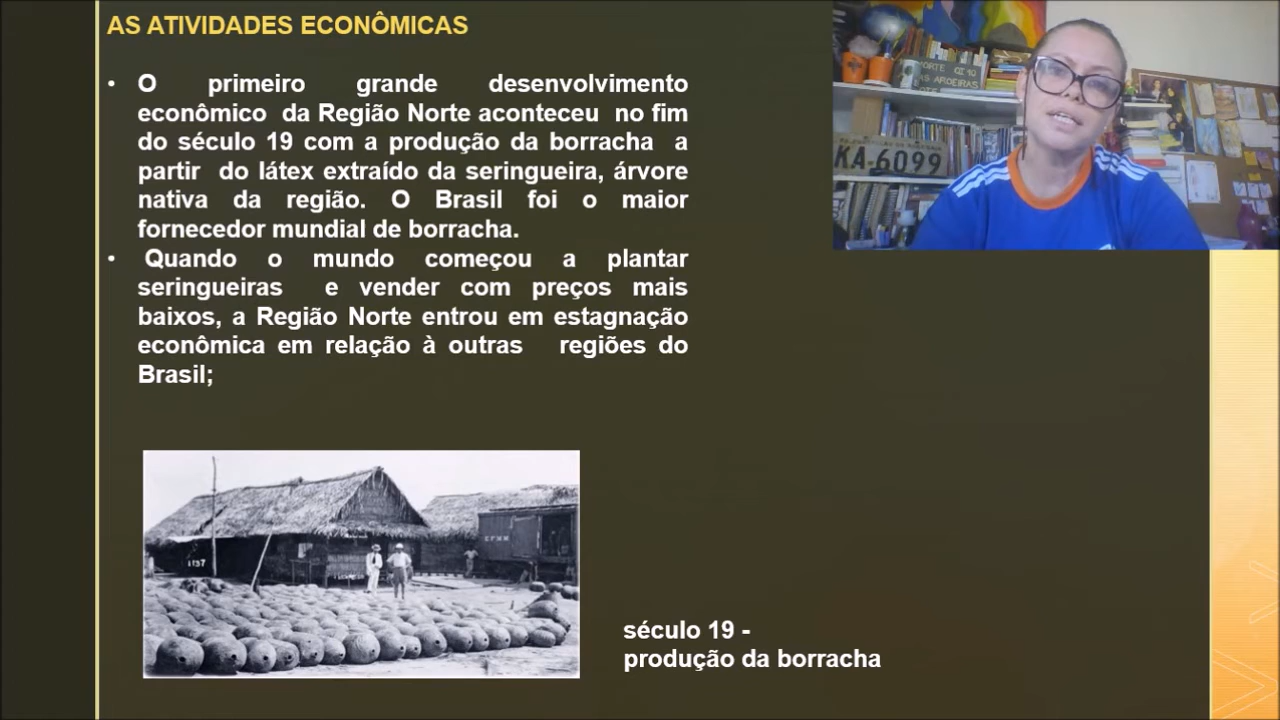 AS ATIVIDADES ECONÔMICAS
• O primeiro grande desenvolvimento
econômico da Região Norte aconteceu no fim
do século 19 com a produção da borracha a
partir do látex extraído da seringueira, árvore
nativa da região. O Brasil foi o maior
fornecedor mundial de borracha.
• Quando o mundo começou a plantar
seringueiras e vender com preços mais
baixos, a Região Norte entrou em estagnação
econômica em relação à outras regiões do
Brasil;
KA-6099
1137
século 19 -
produção da borracha